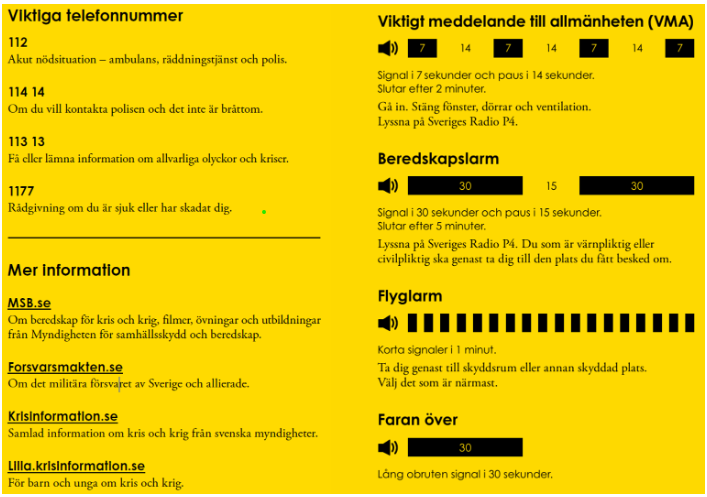 Viktiga telefonnummer
112
Akut nödsituation – ambulans, räddningstjänst och polis.
114 14
Om du vill kontakta polisen och det inte är bråttom.
113 13
Få eller lämna information om allvarliga olyckor och kriser.
1177
Rådgivning om du är sjuk eller har skadat dig.
Mer information
MSB.se
Om beredskap för kris och krig, filmer, övningar och utbildningar
från Myndigheten för samhällsskydd och beredskap.
Forsvarsmakten.se
Om det militära försvaret av Sverige och allierade.
Krisinformation.se
Samlad information om kris och krig från svenska myndigheter.
Lilla.krisinformation.se
För barn och unga om kris och krig.
Viktigt meddelande till allmänheten (VMA)
7 14 7 14 7 14 7
Signal i 7 sekunder och paus i 14 sekunder.
Slutar efter 2 minuter.
Gå in. Stäng fönster, dörrar och ventilation.
Lyssna på Sveriges Radio P4.
Beredskapslarm
30 15 30
Signal i 30 sekunder och paus i 15 sekunder.
Slutar efter 5 minuter.
Lyssna på Sveriges Radio P4. Du som är värnpliktig eller
civilpliktig ska genast ta dig till den plats du fått besked om.
Flyglarm
Korta signaler i 1 minut.
Ta dig genast till skyddsrum eller annan skyddad plats.
Välj det som är närmast.
Faran över
30
Lång obruten signal i 30 sekunder.